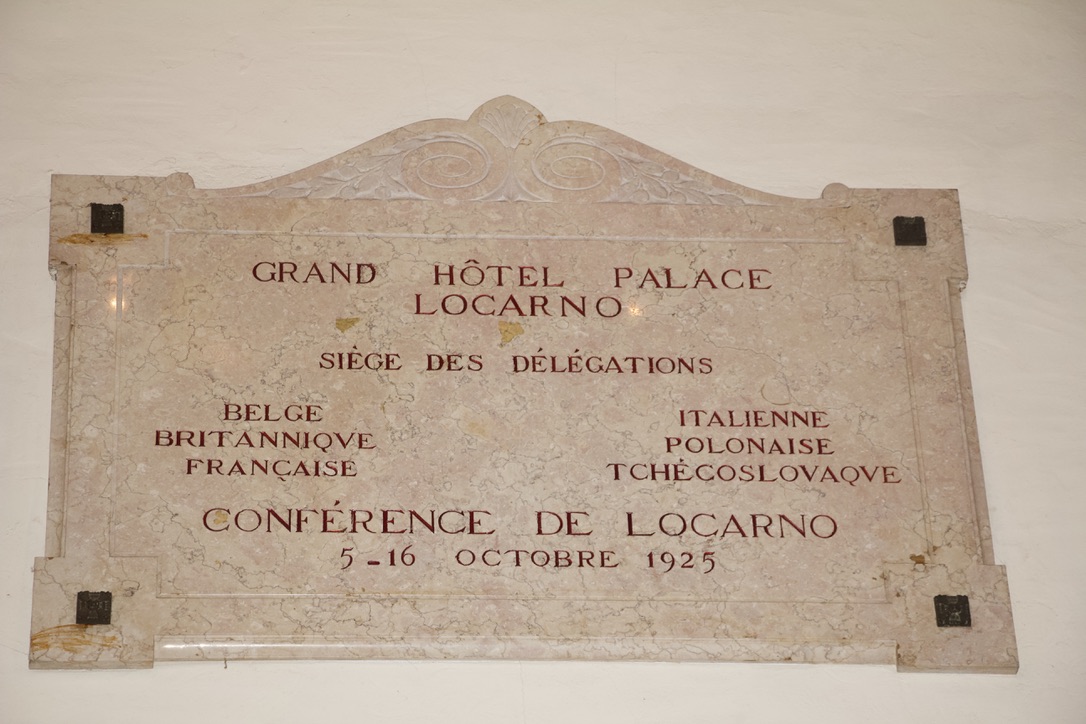 GRAND HÔTEL PALACE
LOCARNO
SIÈGE DES DÉLÉGATIONS
BELGE
BRITANNIQVE
FRANÇAISE
ITALIENNE
POLONAISE
TCHÈCOSLOVAQVE
CONFÉRENCE DE LOCARNO
5-16 OCTOBRE 1925